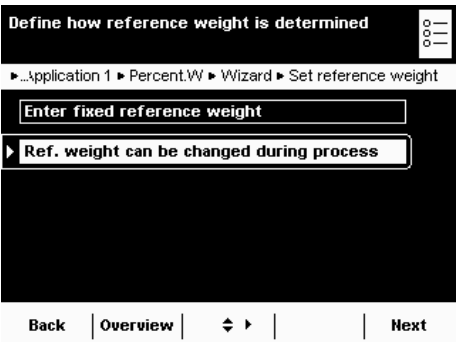 Define how reference weight is determined
...Application 1 ▸ Percent.W ▸ Wizard ▸ Set reference weight
Enter fixed reference weight
Ref. weight can be changed during process
Back Overview Next